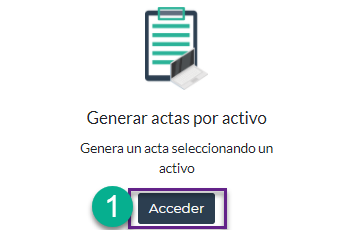 Generar actas por activo
Genera un acta seleccionando un
activo
1 Acceder